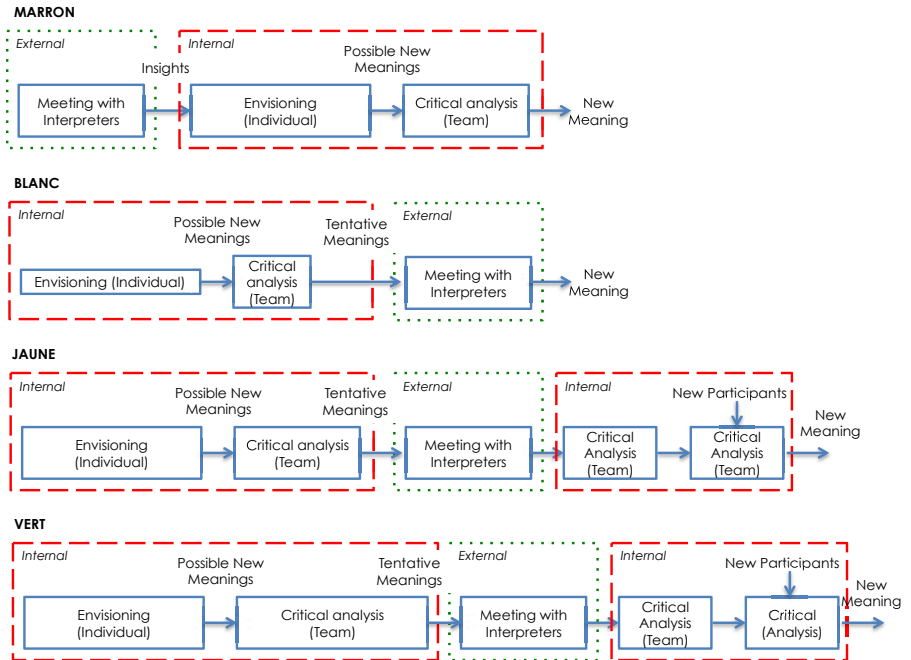 MARRON
External
Internal
Insights
Possible New
Meanings
Meeting with
Interpreters
Envisioning
(Individual)
Critical analysis
(Team)
New
Meaning
BLANC
Internal
Possible New
Meanings
Tentative
Meanings
External
Envisioning (Individual)
Critical
analysis
(Team)
Meeting with
Interpreters
New
Meaning
JAUNE
Internal
Possible New
Meanings
Tentative
Meanings
External
Internal
New Participants
New
Meaning
Envisioning
(Individual)
Critical analysis
(Team)
Meeting with
Interpreters
Critical
Analysis
(Team)
Critical
Analysis
(Team)
VERT
Internal
Possible New
Meanings
Tentative
Meanings
External
Internal
New Participants
New
Meaning
Envisioning
(Individual)
Critical analysis
(Team)
Meeting with
Interpreters
Critical
Analysis
(Team)
Critical
(Analysis)